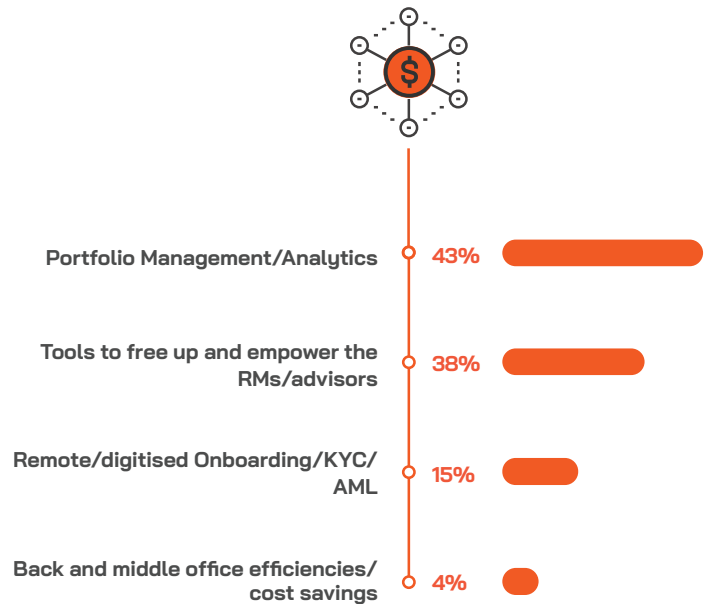 $
Portfolio Management/Analytics
43%
Tools to free up and empower the
RMs/advisors
38%
Remote/digitised Onboarding/KYC/
AML
15%
Back and middle office efficiencies/
cost savings
4%